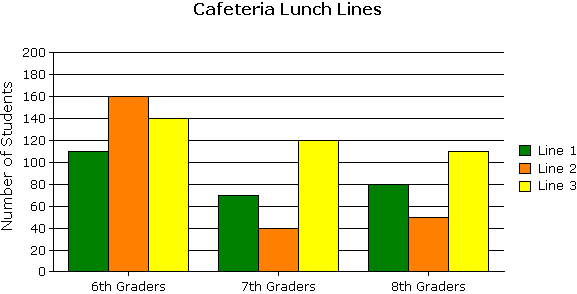 Cafeteria Lunch Lines
Number of Students
200
180
160
140
120
100
80
60
40
20
0
6th Graders
7th Graders
8th Graders
Line 1
Line 2
Line 3